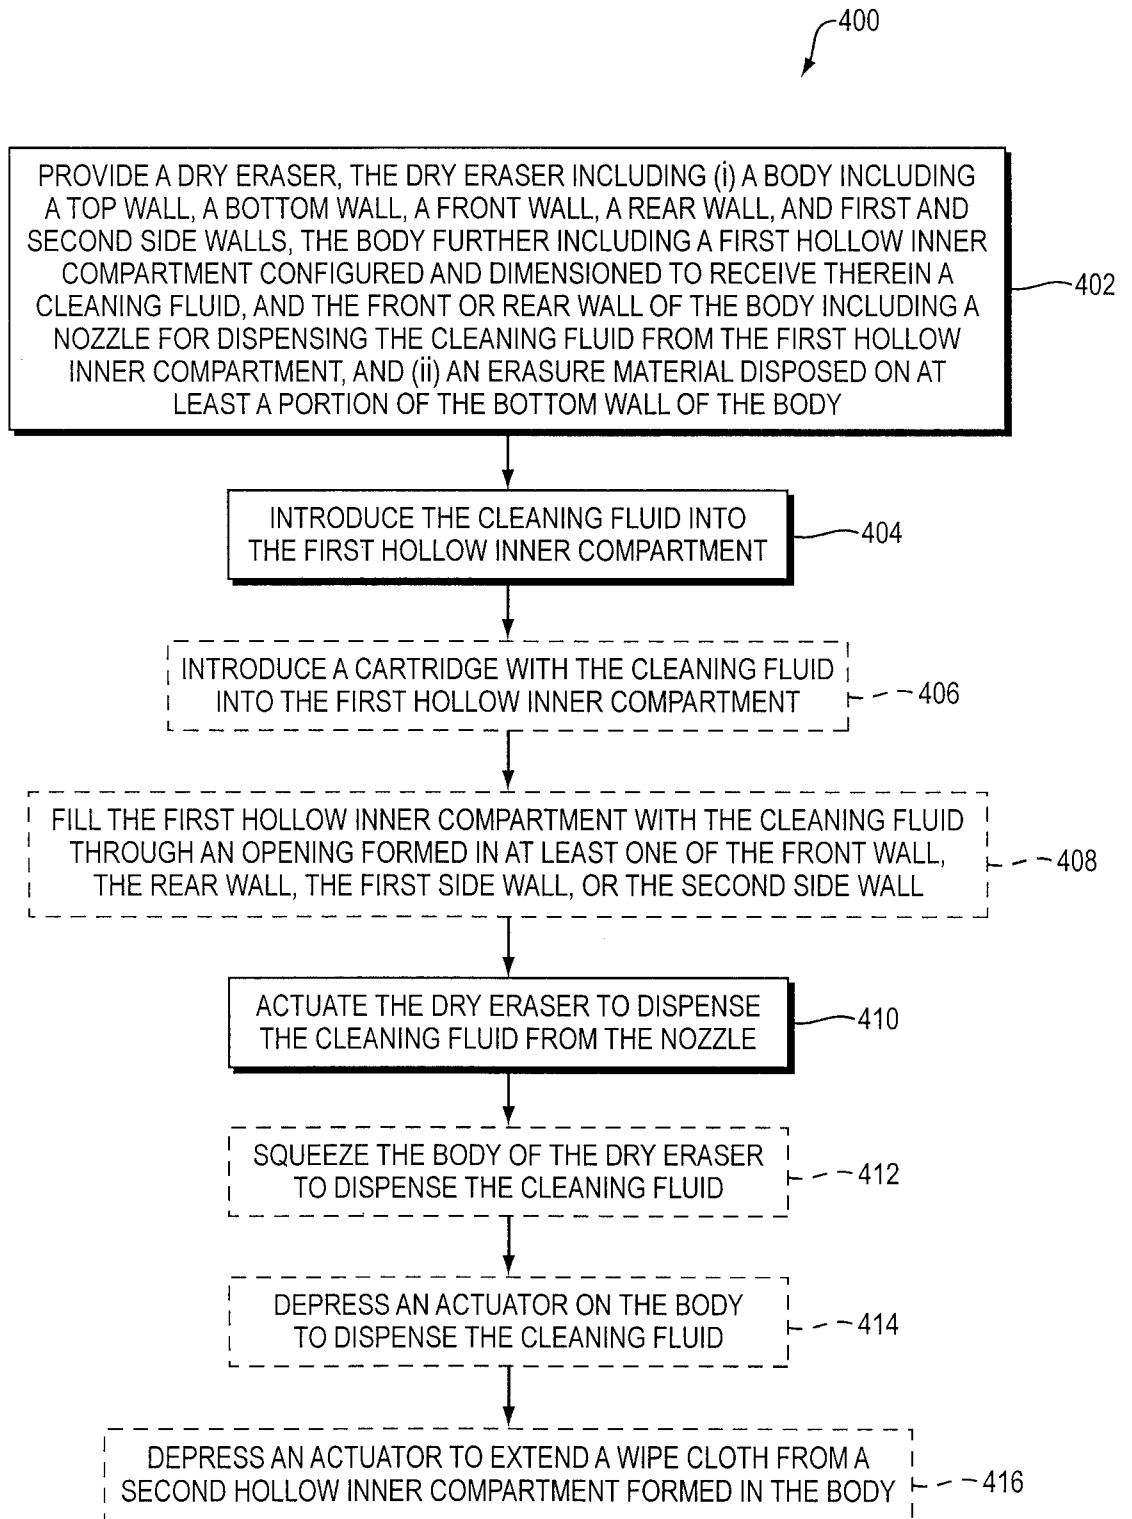 400
PROVIDE A DRY ERASER, THE DRY ERASER INCLUDING (i) A BODY INCLUDING
A TOP WALL, A BOTTOM WALL, A FRONT WALL, A REAR WALL, AND FIRST AND
SECOND SIDE WALLS, THE BODY FURTHER INCLUDING A FIRST HOLLOW INNER
COMPARTMENT CONFIGURED AND DIMENSIONED TO RECEIVE THEREIN A
CLEANING FLUID, AND THE FRONT OR REAR WALL OF THE BODY INCLUDING A
NOZZLE FOR DISPENSING THE CLEANING FLUID FROM THE FIRST HOLLOW
INNER COMPARTMENT, AND (ii) AN ERASURE MATERIAL DISPOSED ON AT
LEAST A PORTION OF THE BOTTOM WALL OF THE BODY
402
INTRODUCE THE CLEANING FLUID INTO
THE FIRST HOLLOW INNER COMPARTMENT
404
INTRODUCE A CARTRIDGE WITH THE CLEANING FLUID
INTO THE FIRST HOLLOW INNER COMPARTMENT
406
FILL THE FIRST HOLLOW INNER COMPARTMENT WITH THE CLEANING FLUID
THROUGH AN OPENING FORMED IN AT LEAST ONE OF THE FRONT WALL,
THE REAR WALL, THE FIRST SIDE WALL, OR THE SECOND SIDE WALL
408
ACTUATE THE DRY ERASER TO DISPENSE
THE CLEANING FLUID FROM THE NOZZLE
410
SQUEEZE THE BODY OF THE DRY ERASER
TO DISPENSE THE CLEANING FLUID
412
DEPRESS AN ACTUATOR ON THE BODY
TO DISPENSE THE CLEANING FLUID
414
DEPRESS AN ACTUATOR TO EXTEND A WIPE CLOTH FROM A
SECOND HOLLOW INNER COMPARTMENT FORMED IN THE BODY
416